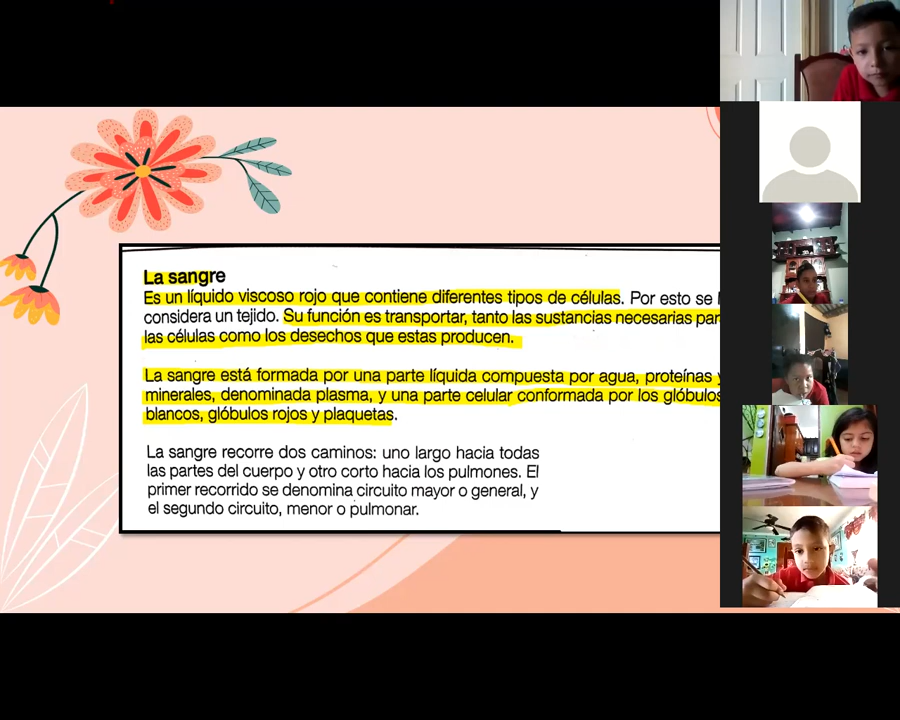 La sangre
Es un líquido viscoso rojo que contiene diferentes tipos de células. Por esto se
considera un tejido. Su función es transportar, tanto las sustancias necesarias
las células como los desechos que estas producen.
La sangre está formada por una parte líquida compuesta por agua, proteínas
minerales, denominada plasma, y una parte celular conformada por los glóbulos
blancos, glóbulos rojos y plaquetas.
La sangre recorre dos caminos: uno largo hacia todas
las partes del cuerpo y otro corto hacia los pulmones. El
primer recorrido se denomina circuito mayor o general, y
el segundo circuito, menor o pulmonar.